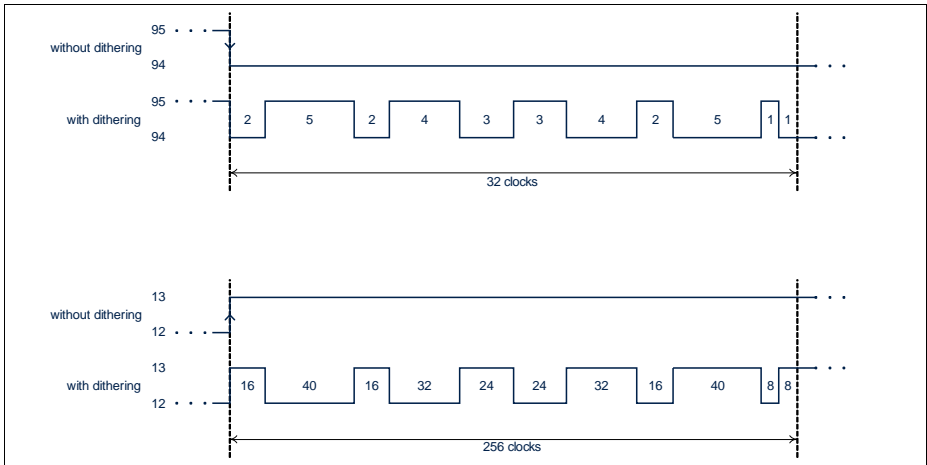 95
without dithering
94
95
with dithering
2 5 2 4 3 3 4 2 5 1 1
94
32 clocks
13
without dithering
12
13
with dithering
16 40 16 32 24 24 32 16 40 8 8
12
256 clocks